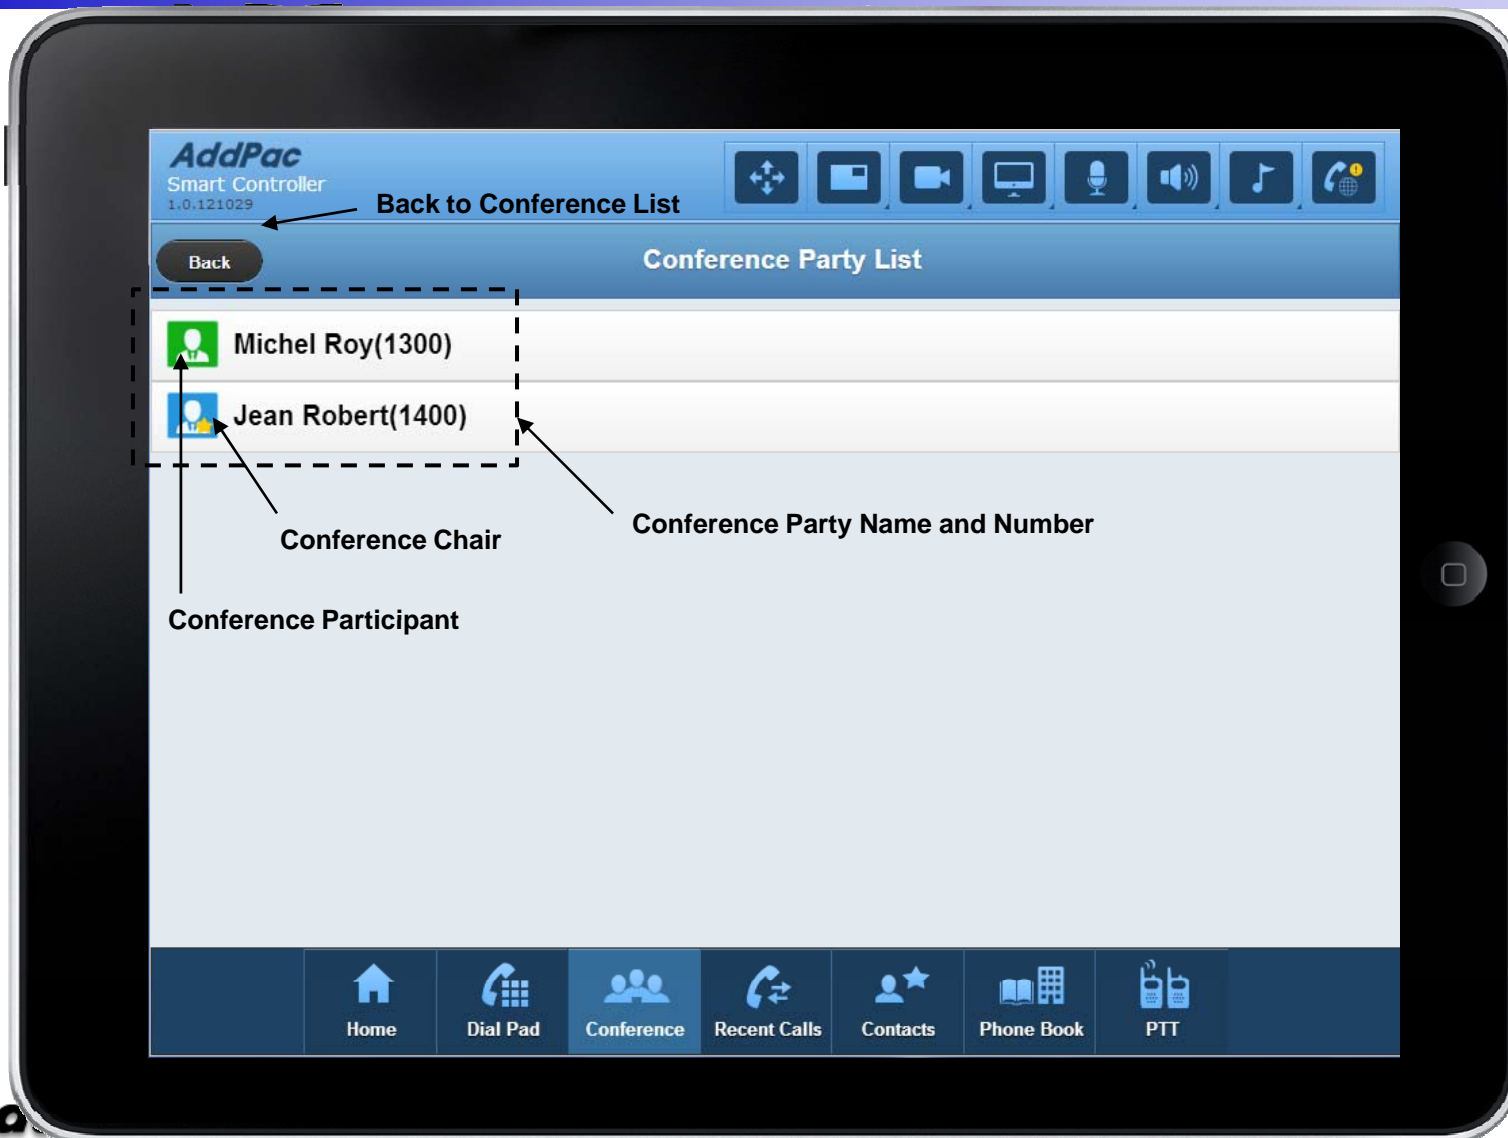 AddPac
Smart Controller
1.0.121029
Back to Conference List
Back
Conference Party List
Michel Roy(1300)
Jean Robert(1400)
Conference Chair
Conference Party Name and Number
Conference Participant
Home
Dial Pad
Conference
Recent Calls
Contacts
Phone Book
PTT